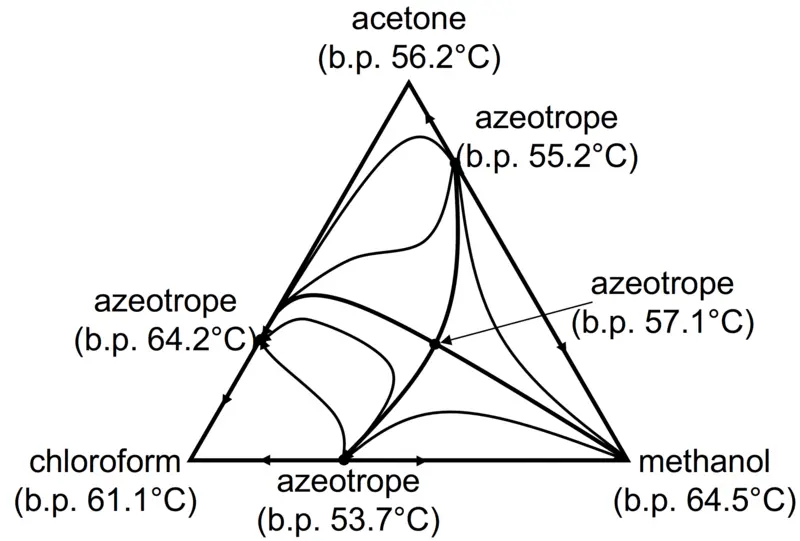 acetone
(b.p. 56.2°C)
azeotrope
(b.p. 55.2°C)
azeotrope
(b.p. 57.1°C)
azeotrope
(b.p. 64.2°C)
chloroform
(b.p. 61.1°C)
azeotrope
(b.p. 53.7°C)
methanol
(b.p. 64.5°C)